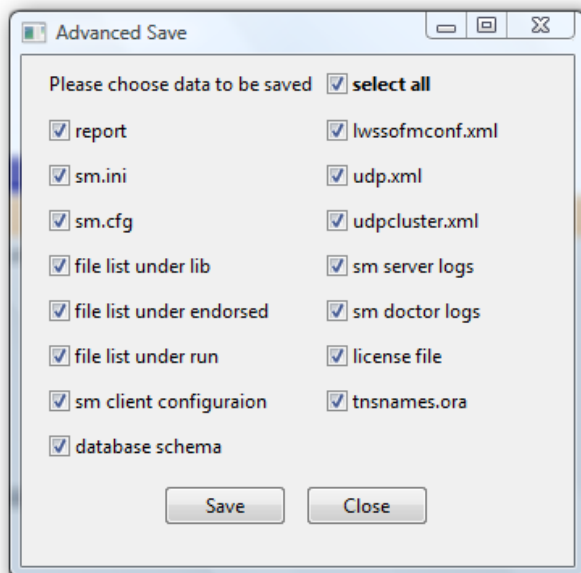 Advanced Save
Please choose data to be saved select all
report lwssofmconf.xml
sm.ini udp.xml
sm.cfg udpcluster.xml
file list under lib sm server logs
file list under endorsed sm doctor logs
file list under run license file
sm client configuraion tnsnames.ora
database schema
Save Close